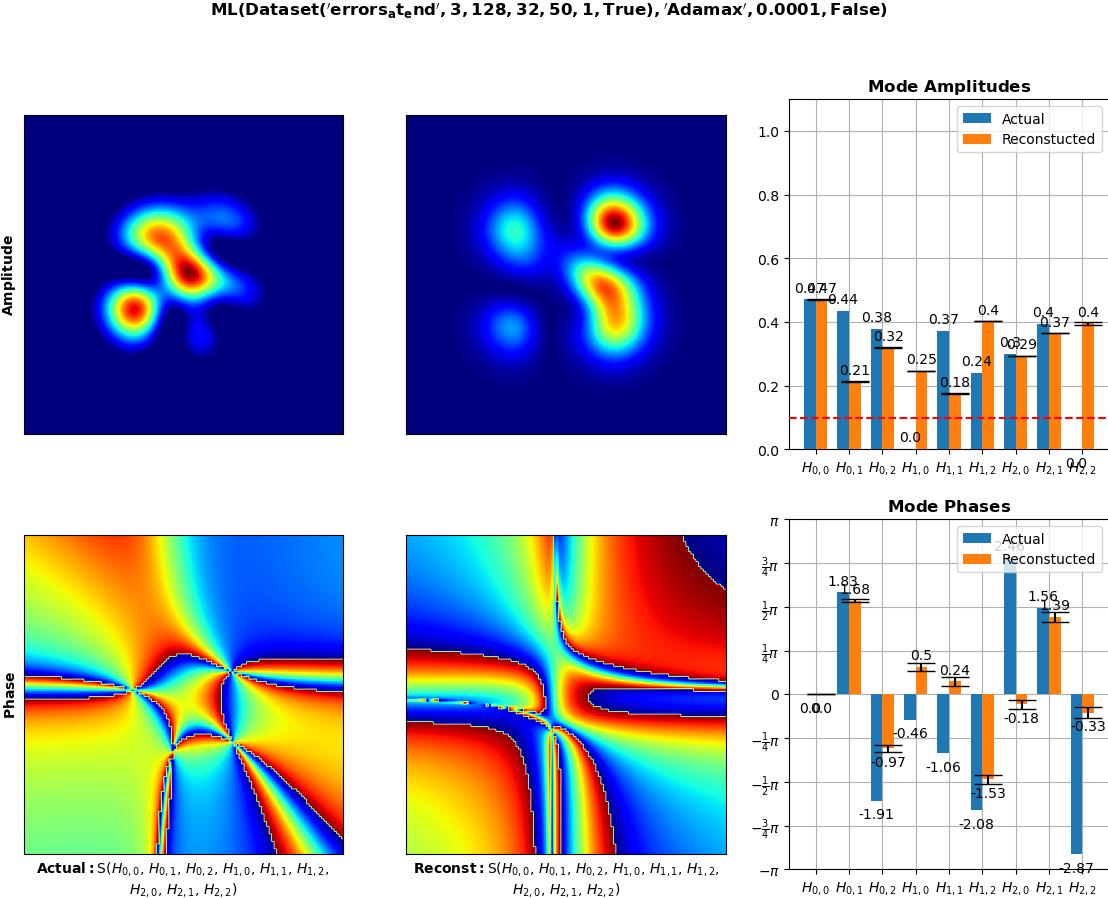 ML(Dataset('errors_at_end', 3, 128, 32, 50, 1, True), 'Adamax', 0.0001, False)
Mode Amplitudes
Actual
Reconstucted
1.0
0.8
0.6
0.4
0.2
0.0
0.47 0.47 0.44 0.21 0.38 0.32 0.0 0.25 0.37 0.18 0.24 0.4 0.3 0.29 0.4 0.37 0.0 0.4
H0,0 H0,1 H0,2 H1,0 H1,1 H1,2 H2,0 H2,1 H2,2
Amplitude
Mode Phases
Actual
Reconstucted
π
3/4π
1/2π
1/4π
0
−1/4π
−1/2π
−3/4π
−π
0.0 0.0 1.83 1.68 -1.91 -0.97 -0.46 0.5 -1.06 0.24 -2.08 -1.53 2.46 -0.18 1.56 1.39 -2.87 -0.33
H0,0 H0,1 H0,2 H1,0 H1,1 H1,2 H2,0 H2,1 H2,2
Phase
Actual: S(H0,0, H0,1, H0,2, H1,0, H1,1, H1,2,
H2,0, H2,1, H2,2)
Reconst: S(H0,0, H0,1, H0,2, H1,0, H1,1, H1,2,
H2,0, H2,1, H2,2)